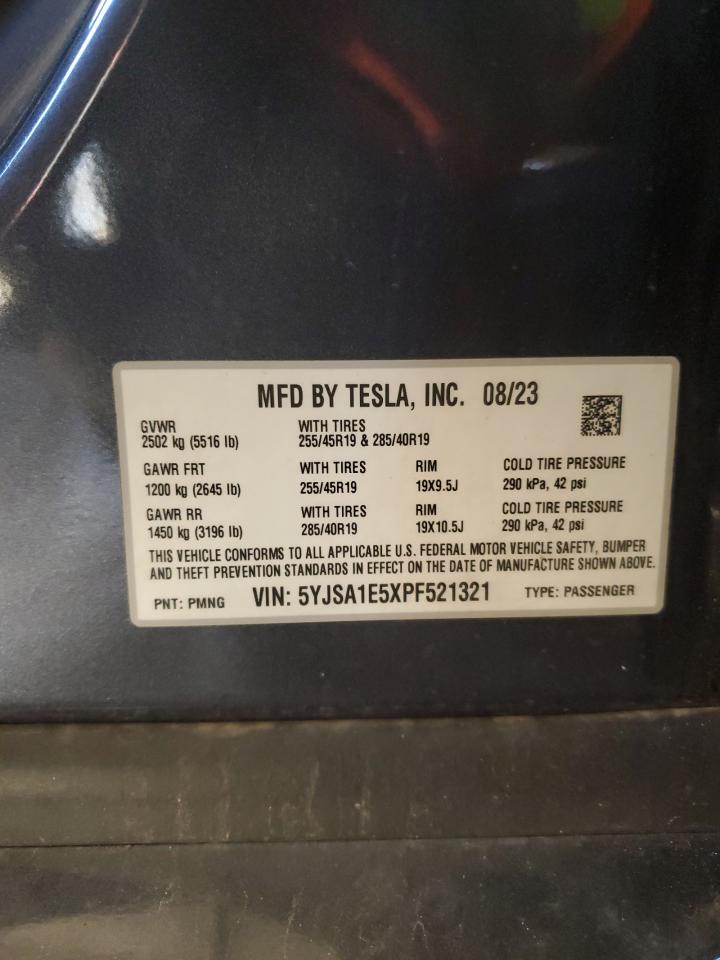 MFD BY TESLA, INC. 08/23
GVWR WITH TIRES
2502 kg (5516 lb) 255/45R19 & 285/40R19
GAWR FRT WITH TIRES RIM COLD TIRE PRESSURE
1200 kg (2645 lb) 255/45R19 19X9.5J 290 kPa, 42 psi
GAWR RR WITH TIRES RIM COLD TIRE PRESSURE
1450 kg (3196 lb) 285/40R19 19X10.5J 290 kPa, 42 psi
THIS VEHICLE CONFORMS TO ALL APPLICABLE U.S. FEDERAL MOTOR VEHICLE SAFETY, BUMPER
AND THEFT PREVENTION STANDARDS IN EFFECT ON THE DATE OF MANUFACTURE SHOWN ABOVE.
PNT: PMNG VIN: 5YJSA1E5XPF521321 TYPE: PASSENGER